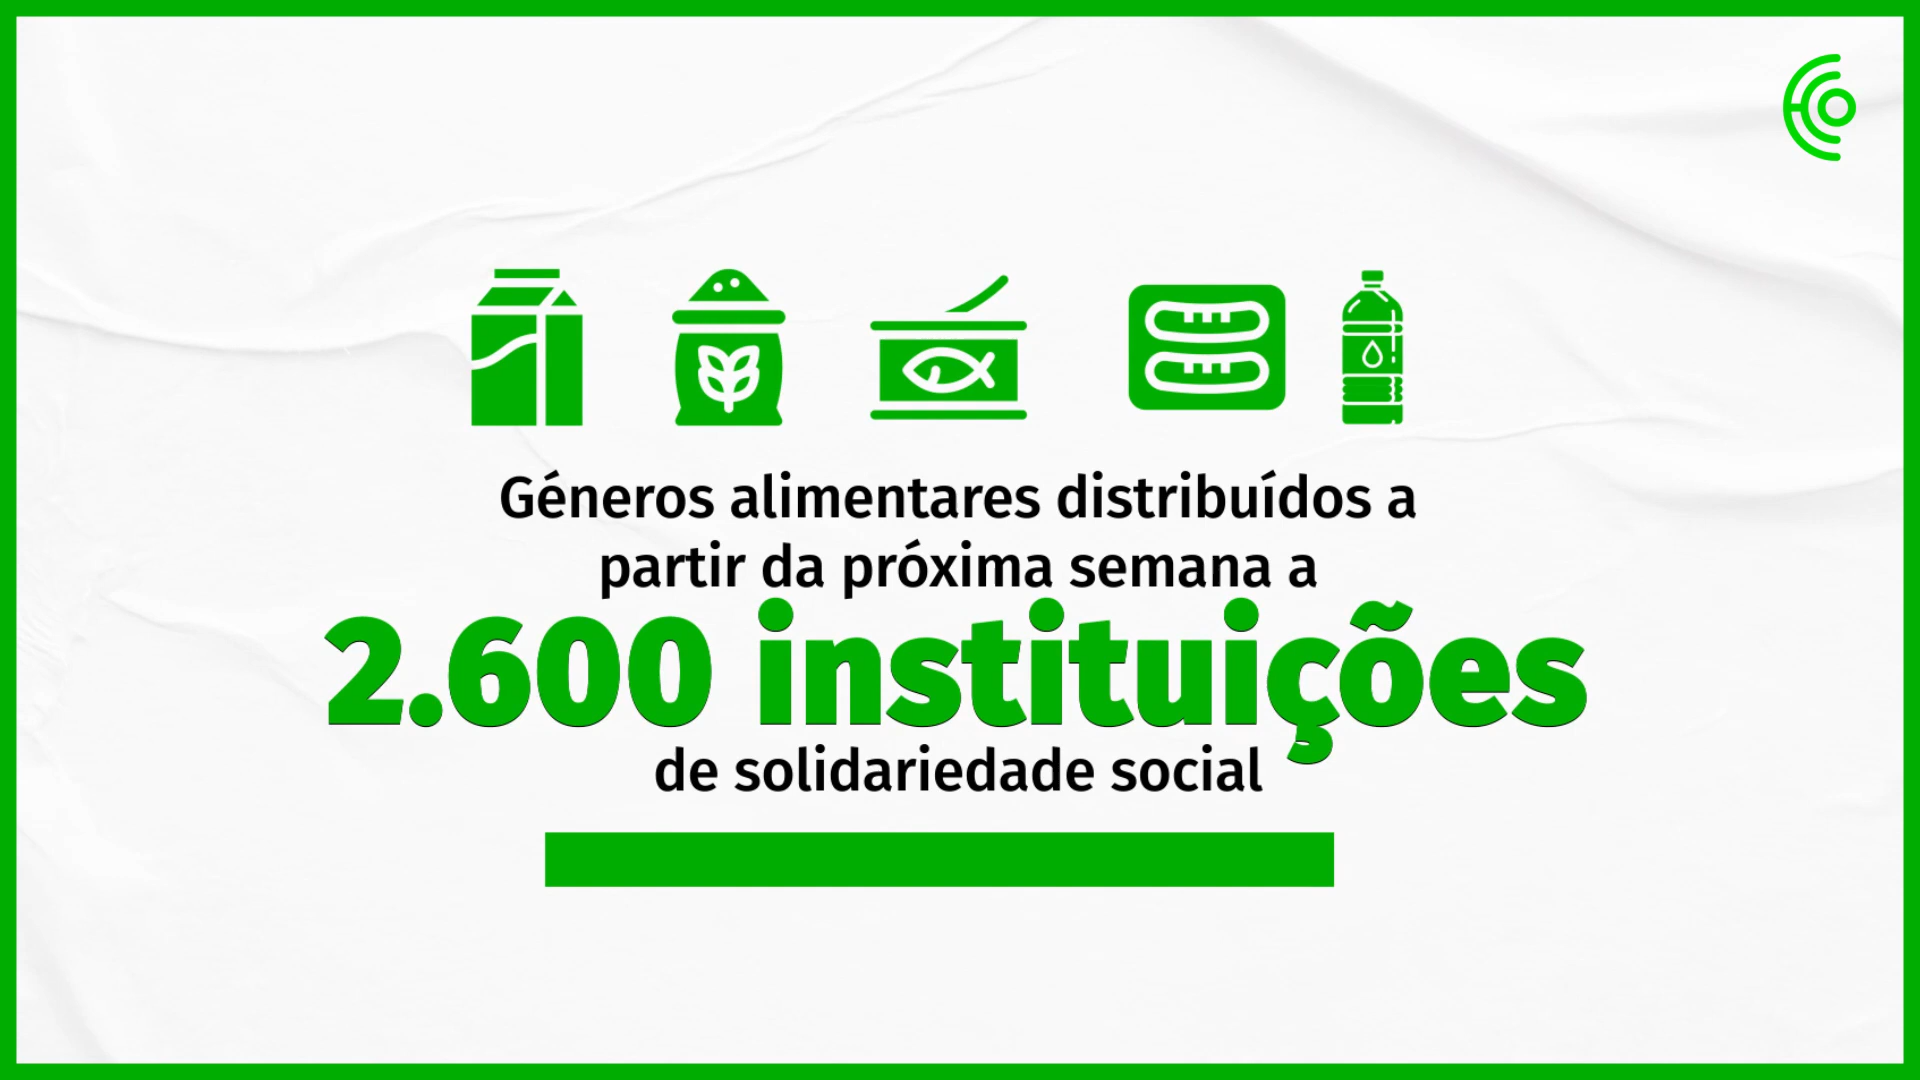 Géneros alimentares distribuídos a
partir da próxima semana a
2.600 instituições
de solidariedade social